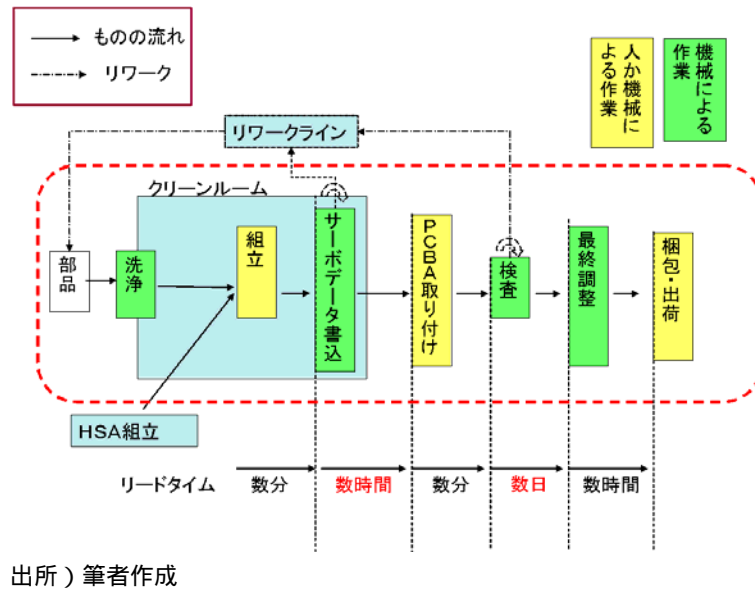 ものの流れ
リワーク
人か機械に
よる作業
機械による
作業
リワークライン
クリーンルーム
部品
洗浄
組立
サーボデータ書込
PCBA取り付け
検査
最終調整
梱包・出荷
HSA組立
リードタイム
数分
数時間
数分
数日
数時間
出所）筆者作成